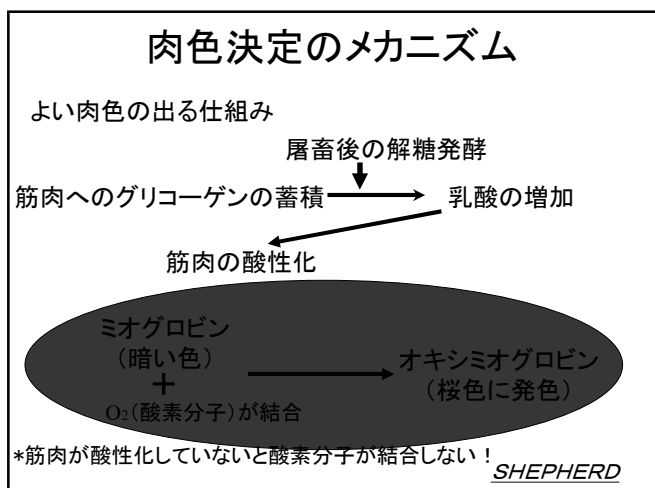 肉色決定のメカニズム
よい肉色の出る仕組み
屠畜後の解糖発酵
筋肉へのグリコーゲンの蓄積
乳酸の増加
筋肉の酸性化
ミオグロビン
（暗い色）
＋
O₂（酸素分子）が結合
オキシミオグロビン
（桜色に発色）
*筋肉が酸性化していないと酸素分子が結合しない！
SHEPHERD